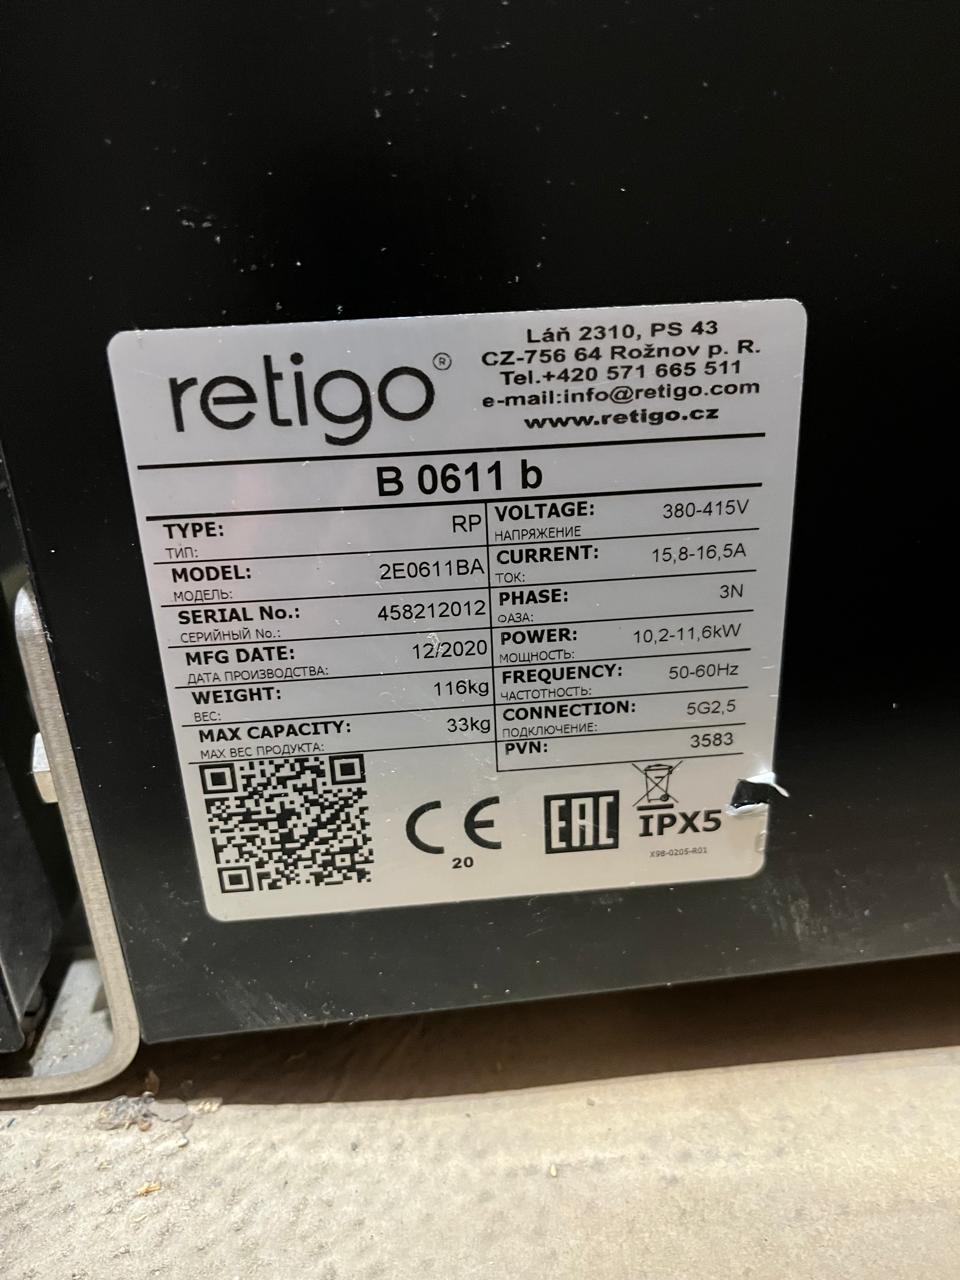 retigo®
Láň 2310, PS 43
CZ-756 64 Rožnov p. R.
Tel.+420 571 665 511
e-mail:info@retigo.com
www.retigo.cz
B 0611 b
TYPE: RP
ТИП:
MODEL: 2E0611BA
МОДЕЛЬ:
SERIAL No.: 458212012
СЕРИЙНЫЙ No.:
MFG DATE: 12/2020
ДАТА ПРОИЗВОДСТВА:
WEIGHT: 116kg
ВЕС:
MAX CAPACITY: 33kg
МАХ ВЕС ПРОДУКТА:
VOLTAGE: 380-415V
НАПРЯЖЕНИЕ
CURRENT: 15,8-16,5A
ТОК:
PHASE: 3N
ФАЗА:
POWER: 10,2-11,6kW
МОЩНОСТЬ:
FREQUENCY: 50-60Hz
ЧАСТОТНОСТЬ:
CONNECTION: 5G2,5
ПОДКЛЮЧЕНИЕ:
PVN: 3583
CE
20
EAC
IPX5
X98-0205-R01